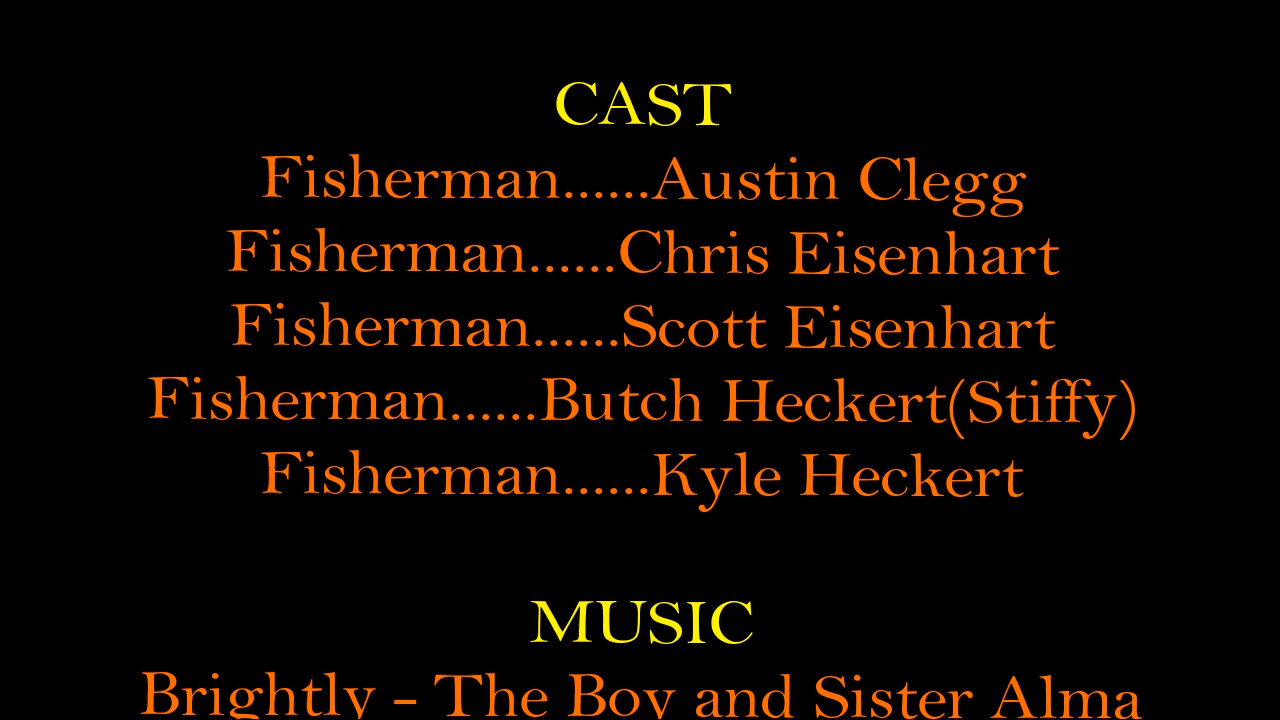 CAST
Fisherman......Austin Clegg
Fisherman......Chris Eisenhart
Fisherman......Scott Eisenhart
Fisherman......Butch Heckert(Stiffy)
Fisherman......Kyle Heckert
MUSIC
Brightly - The Boy and Sister Alma